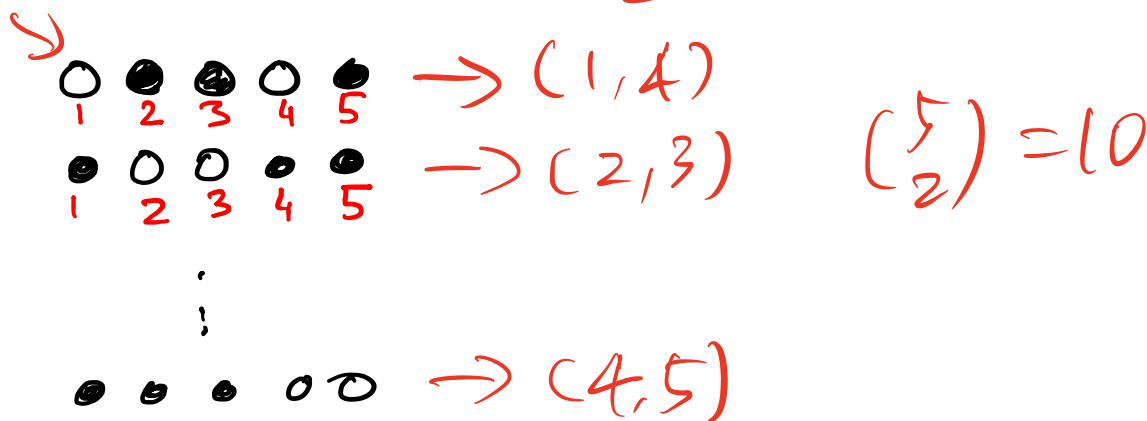 → (1,4)
1 2 3 4 5
→ (2,3)
1 2 3 4 5
(5 2) = 10
→ (4,5)